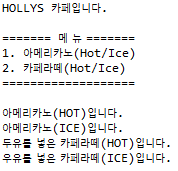 HOLLYS 카페입니다.
======= 메 뉴 =======
1. 아메리카노(Hot/Ice)
2. 카페라떼(Hot/Ice)
===================
아메리카노(HOT)입니다.
아메리카노(ICE)입니다.
두유를 넣은 카페라떼(HOT)입니다.
우유를 넣은 카페라떼(ICE)입니다.